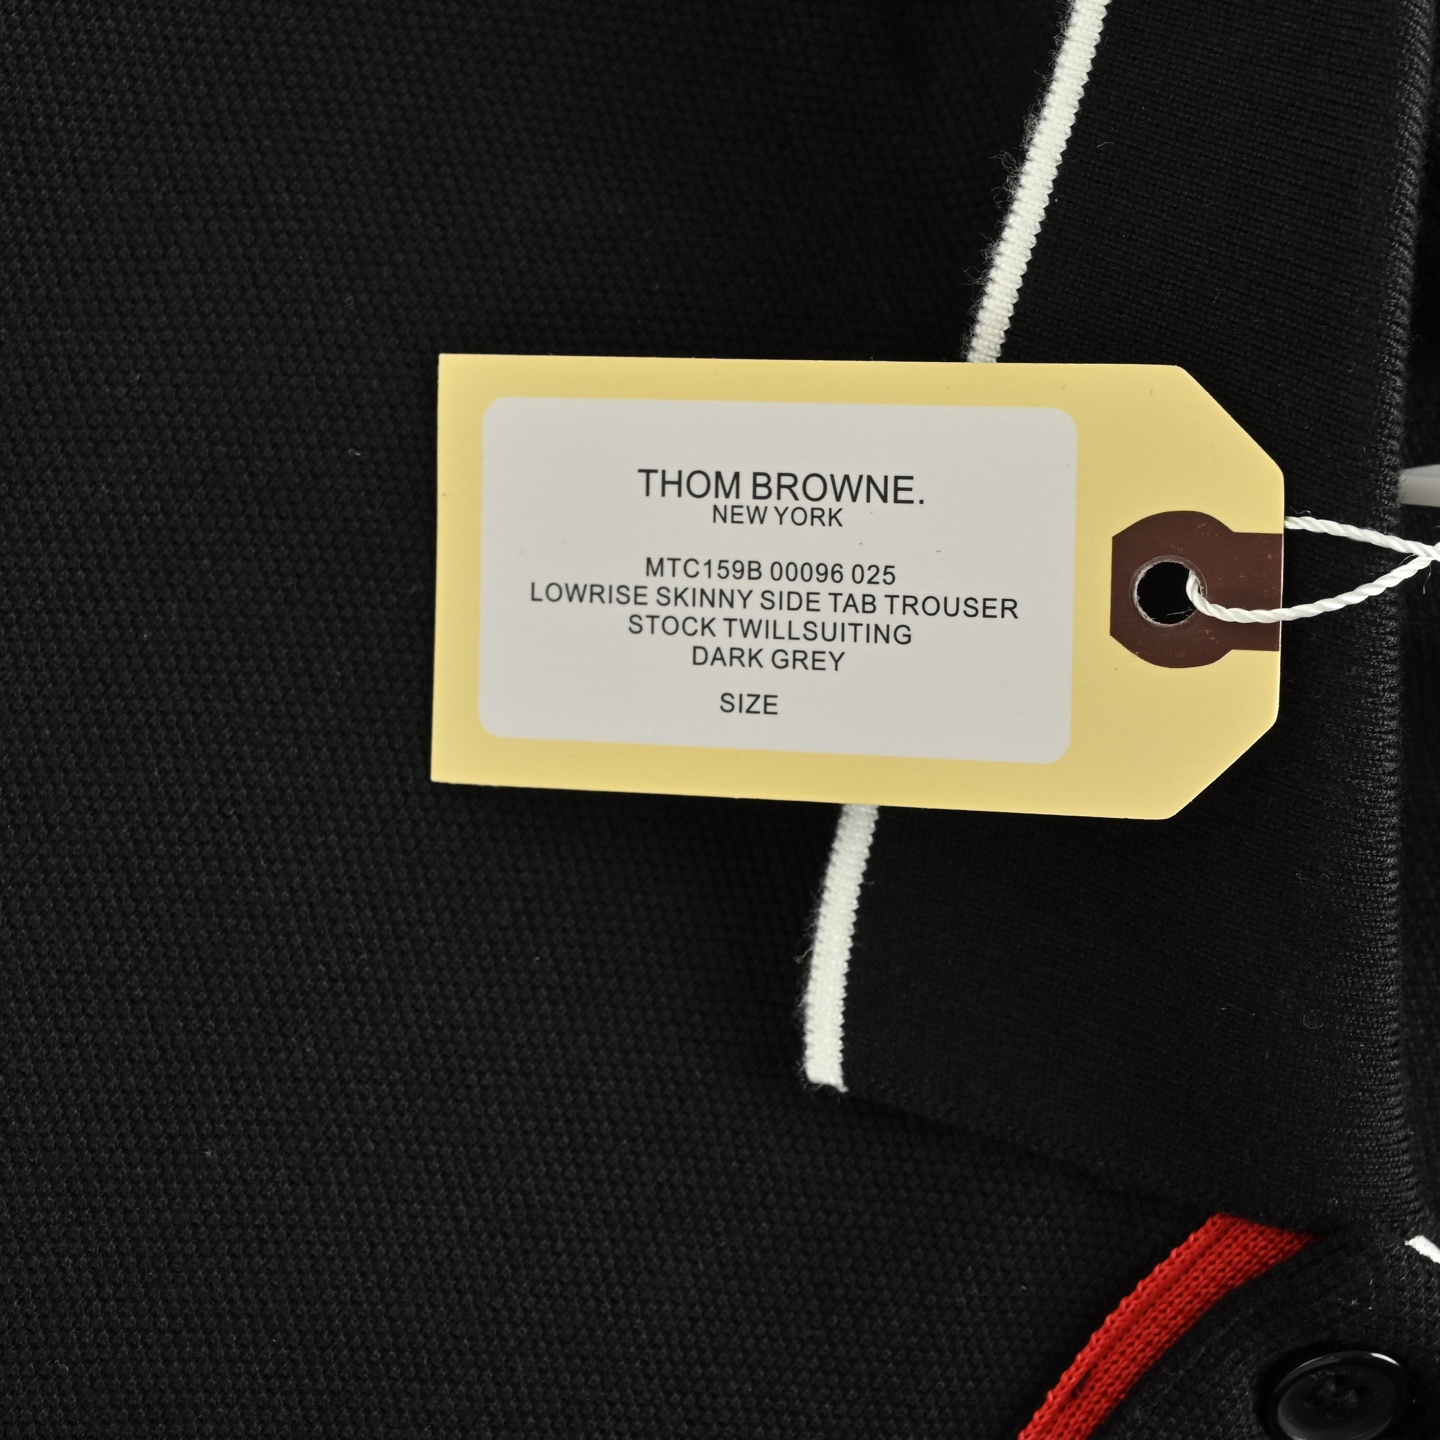 THOM BROWNE.
NEW YORK
MTC159B 00096 025
LOWRISE SKINNY SIDE TAB TROUSER
STOCK TWILLSUITING
DARK GREY
SIZE